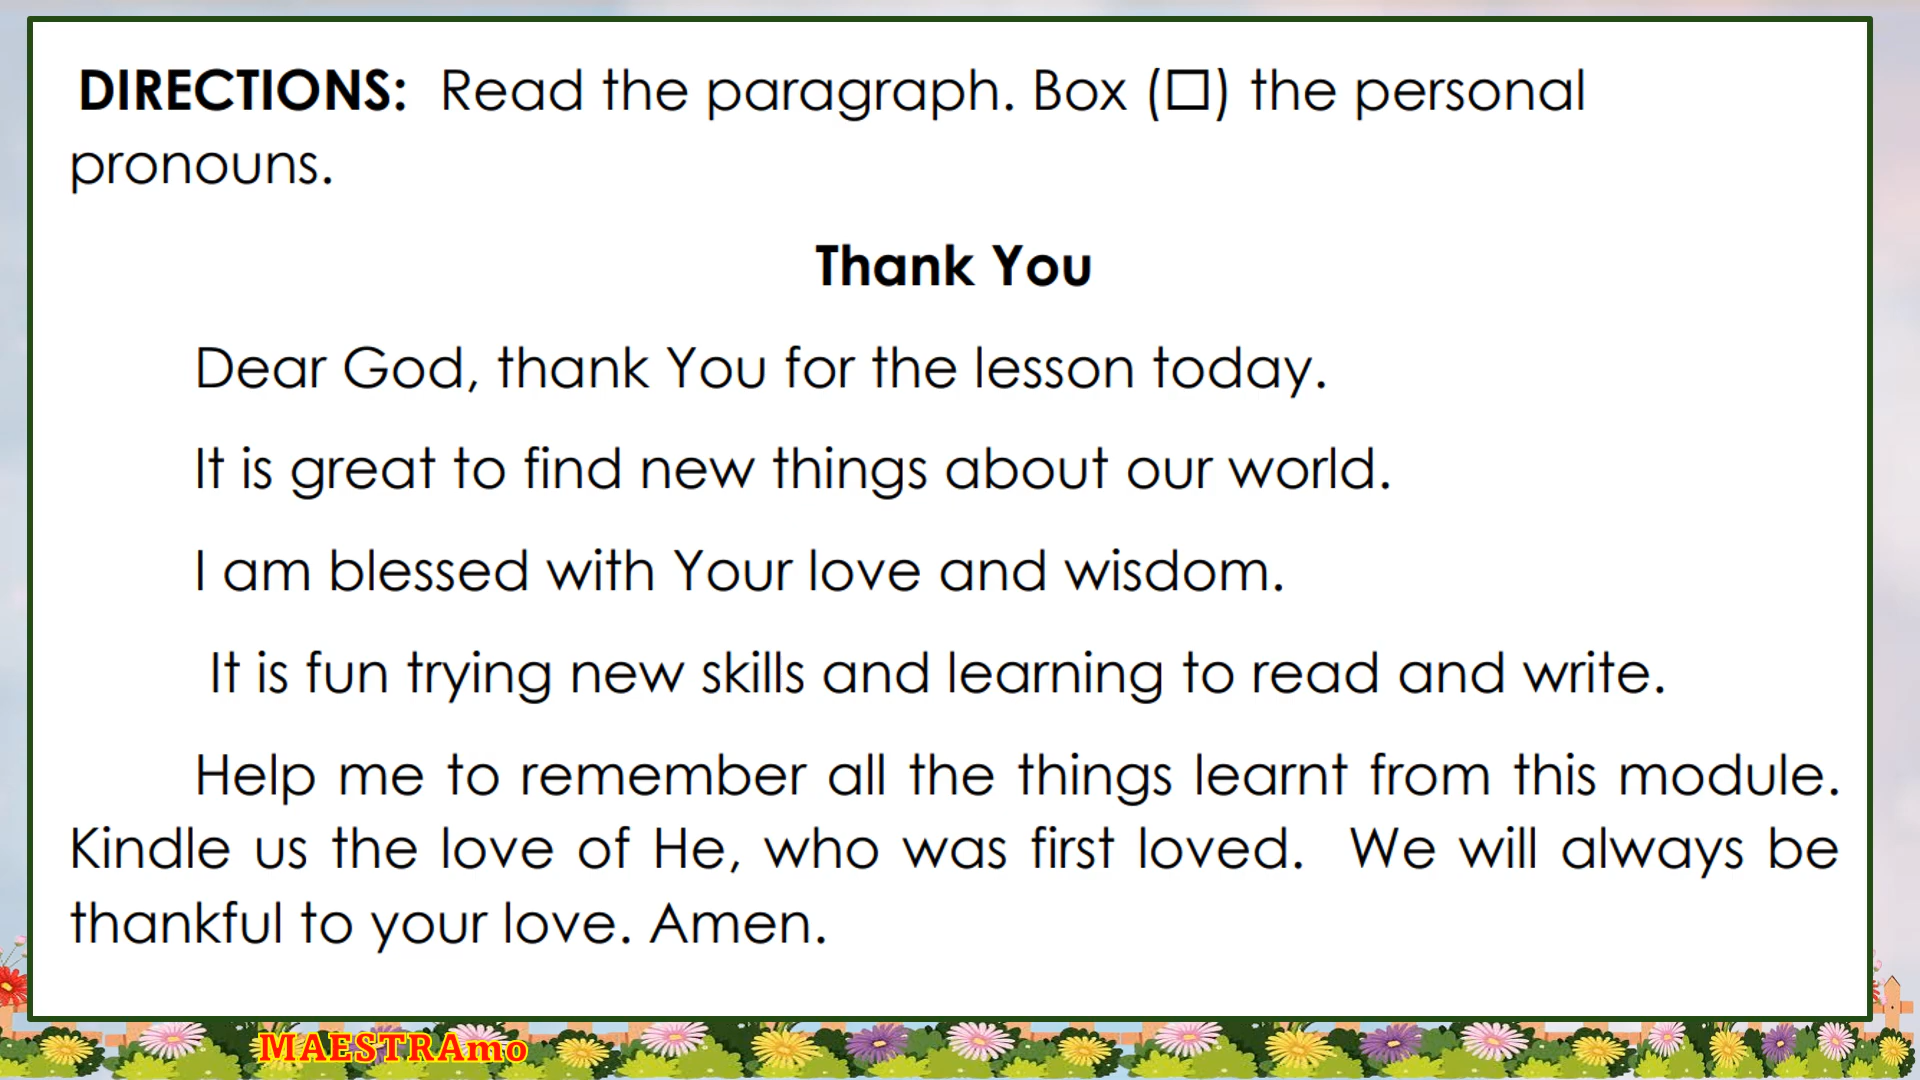 DIRECTIONS: Read the paragraph. Box (□) the personal
pronouns.
Thank You
Dear God, thank You for the lesson today.
It is great to find new things about our world.
I am blessed with Your love and wisdom.
It is fun trying new skills and learning to read and write.
Help me to remember all the things learnt from this module.
Kindle us the love of He, who was first loved. We will always be
thankful to your love. Amen.
MAESTRAmo